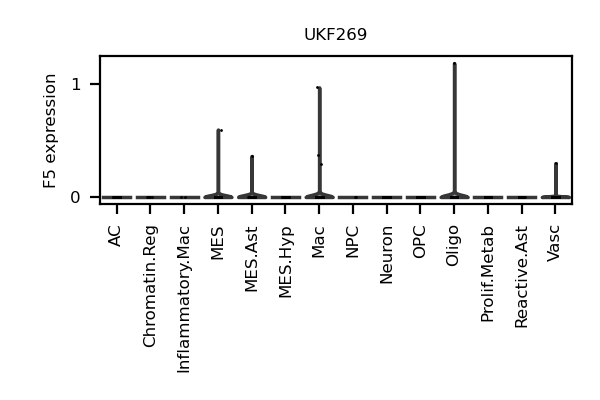 UKF269
F5 expression
1
0
AC
Chromatin.Reg
Inflammatory.Mac
MES
MES.Ast
MES.Hyp
Mac
NPC
Neuron
OPC
Oligo
Prolif.Metab
Reactive.Ast
Vasc